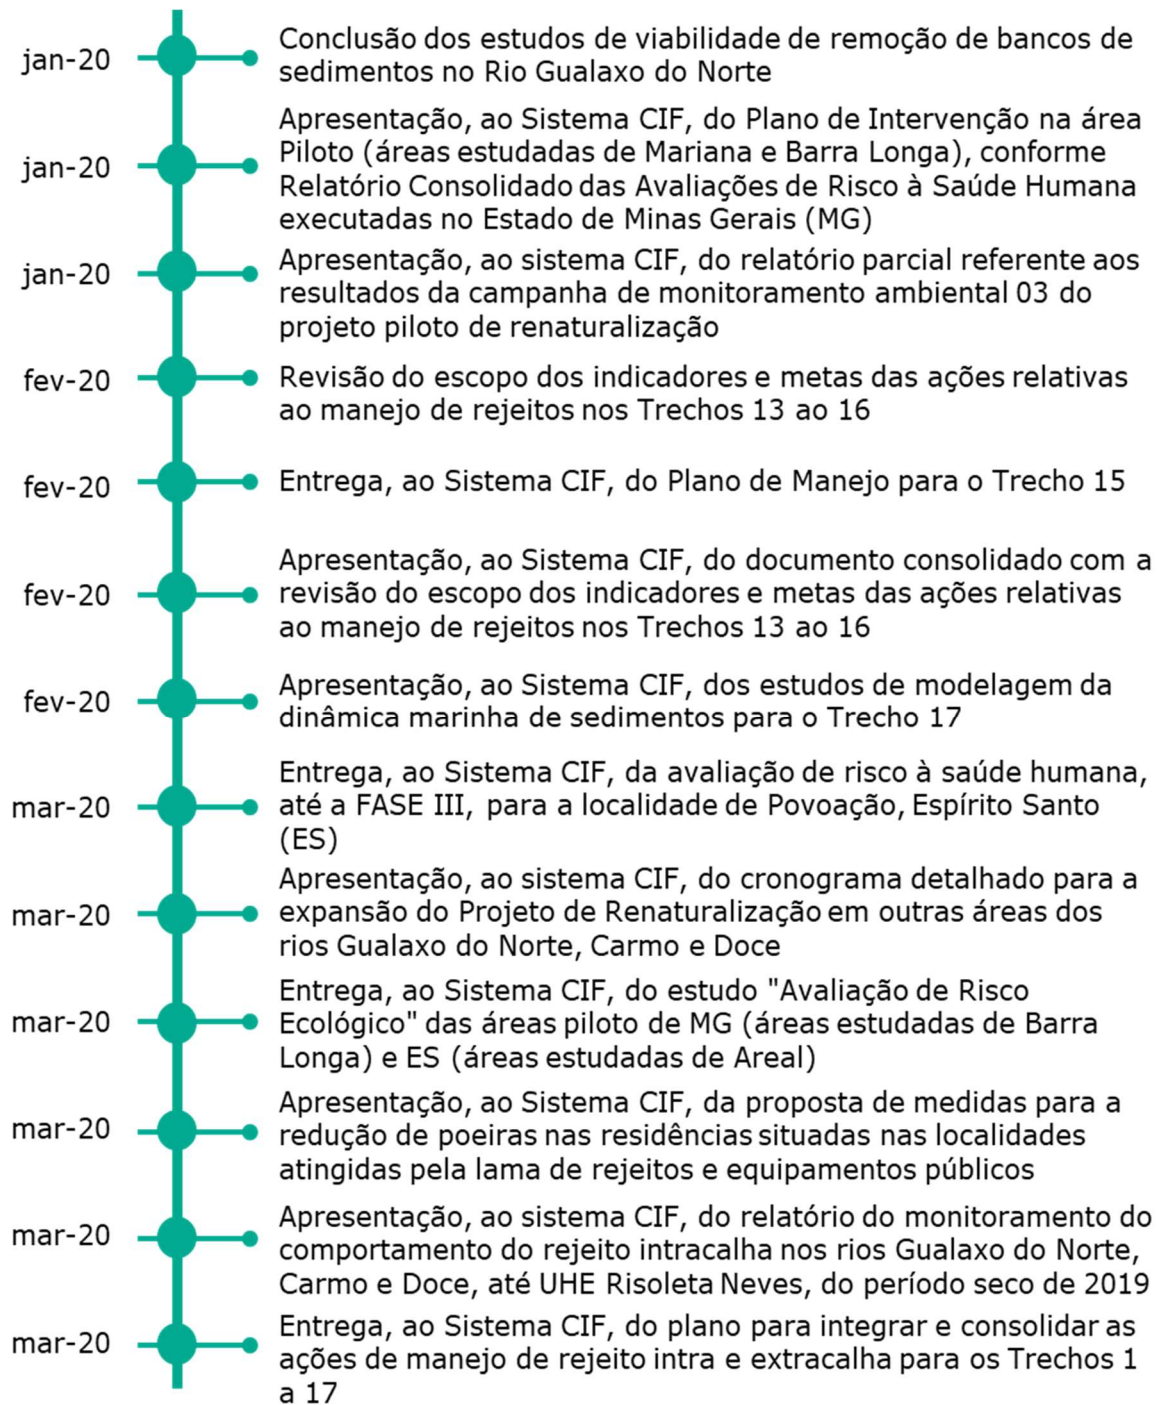 jan-20
Conclusão dos estudos de viabilidade de remoção de bancos de
sedimentos no Rio Gualaxo do Norte
jan-20
Apresentação, ao Sistema CIF, do Plano de Intervenção na área
Piloto (áreas estudadas de Mariana e Barra Longa), conforme
Relatório Consolidado das Avaliações de Risco à Saúde Humana
executadas no Estado de Minas Gerais (MG)
jan-20
Apresentação, ao sistema CIF, do relatório parcial referente aos
resultados da campanha de monitoramento ambiental 03 do
projeto piloto de renaturalização
fev-20
Revisão do escopo dos indicadores e metas das ações relativas
ao manejo de rejeitos nos Trechos 13 ao 16
fev-20
Entrega, ao Sistema CIF, do Plano de Manejo para o Trecho 15
fev-20
Apresentação, ao Sistema CIF, do documento consolidado com a
revisão do escopo dos indicadores e metas das ações relativas
ao manejo de rejeitos nos Trechos 13 ao 16
fev-20
Apresentação, ao Sistema CIF, dos estudos de modelagem da
dinâmica marinha de sedimentos para o Trecho 17
mar-20
Entrega, ao Sistema CIF, da avaliação de risco à saúde humana,
até a FASE III, para a localidade de Povoação, Espírito Santo
(ES)
mar-20
Apresentação, ao sistema CIF, do cronograma detalhado para a
expansão do Projeto de Renaturalização em outras áreas dos
rios Gualaxo do Norte, Carmo e Doce
mar-20
Entrega, ao Sistema CIF, do estudo "Avaliação de Risco
Ecológico" das áreas piloto de MG (áreas estudadas de Barra
Longa) e ES (áreas estudadas de Areal)
mar-20
Apresentação, ao Sistema CIF, da proposta de medidas para a
redução de poeiras nas residências situadas nas localidades
atingidas pela lama de rejeitos e equipamentos públicos
mar-20
Apresentação, ao sistema CIF, do relatório do monitoramento do
comportamento do rejeito intracalha nos rios Gualaxo do Norte,
Carmo e Doce, até UHE Risoleta Neves, do período seco de 2019
mar-20
Entrega, ao Sistema CIF, do plano para integrar e consolidar as
ações de manejo de rejeito intra e extracalha para os Trechos 1
a 17